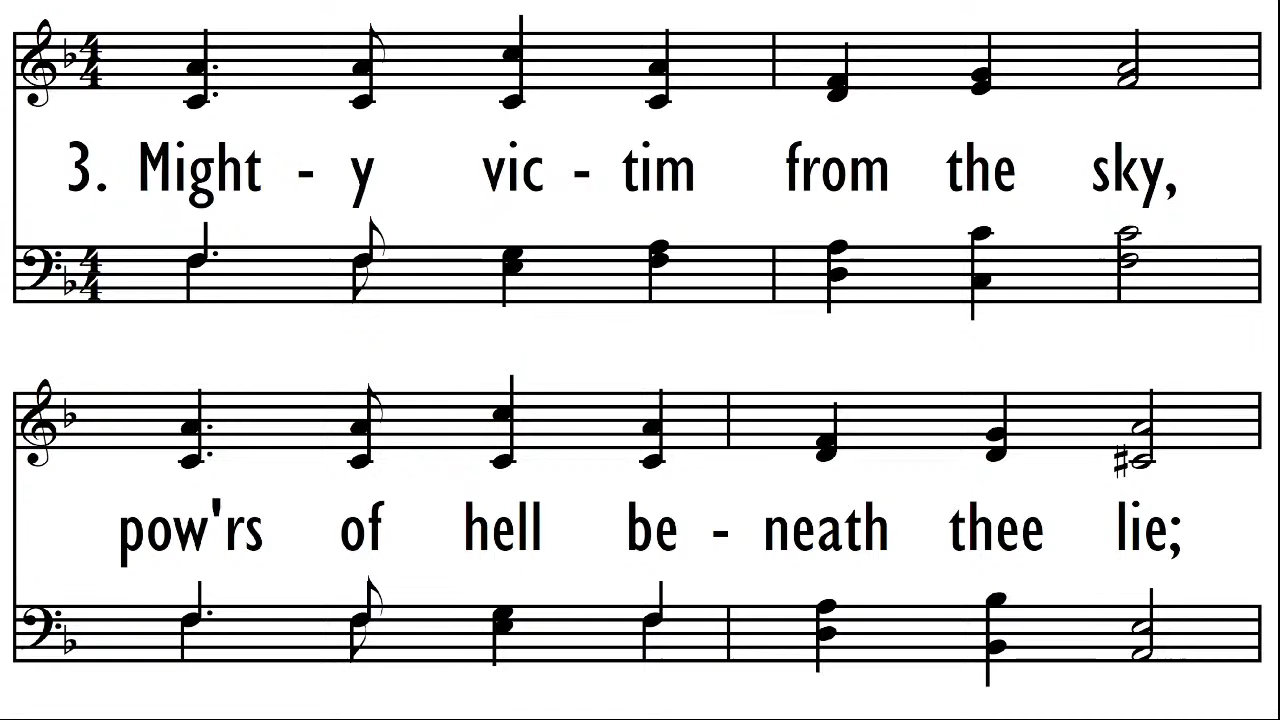 3. Might - y vic - tim from the sky,
pow'rs of hell be - neath thee lie;